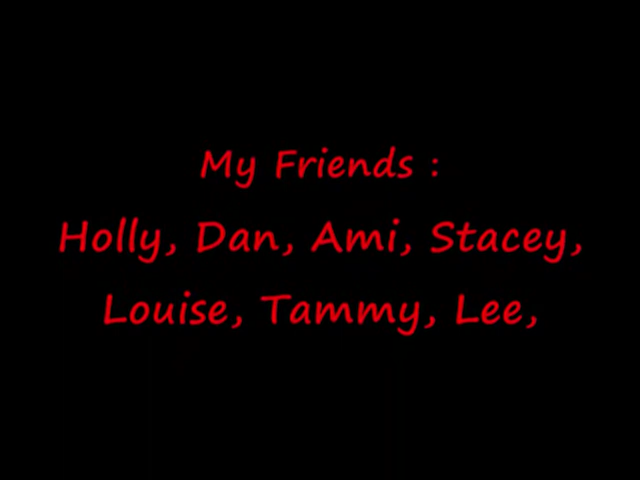 My Friends :
Holly, Dan, Ami, Stacey,
Louise, Tammy, Lee,